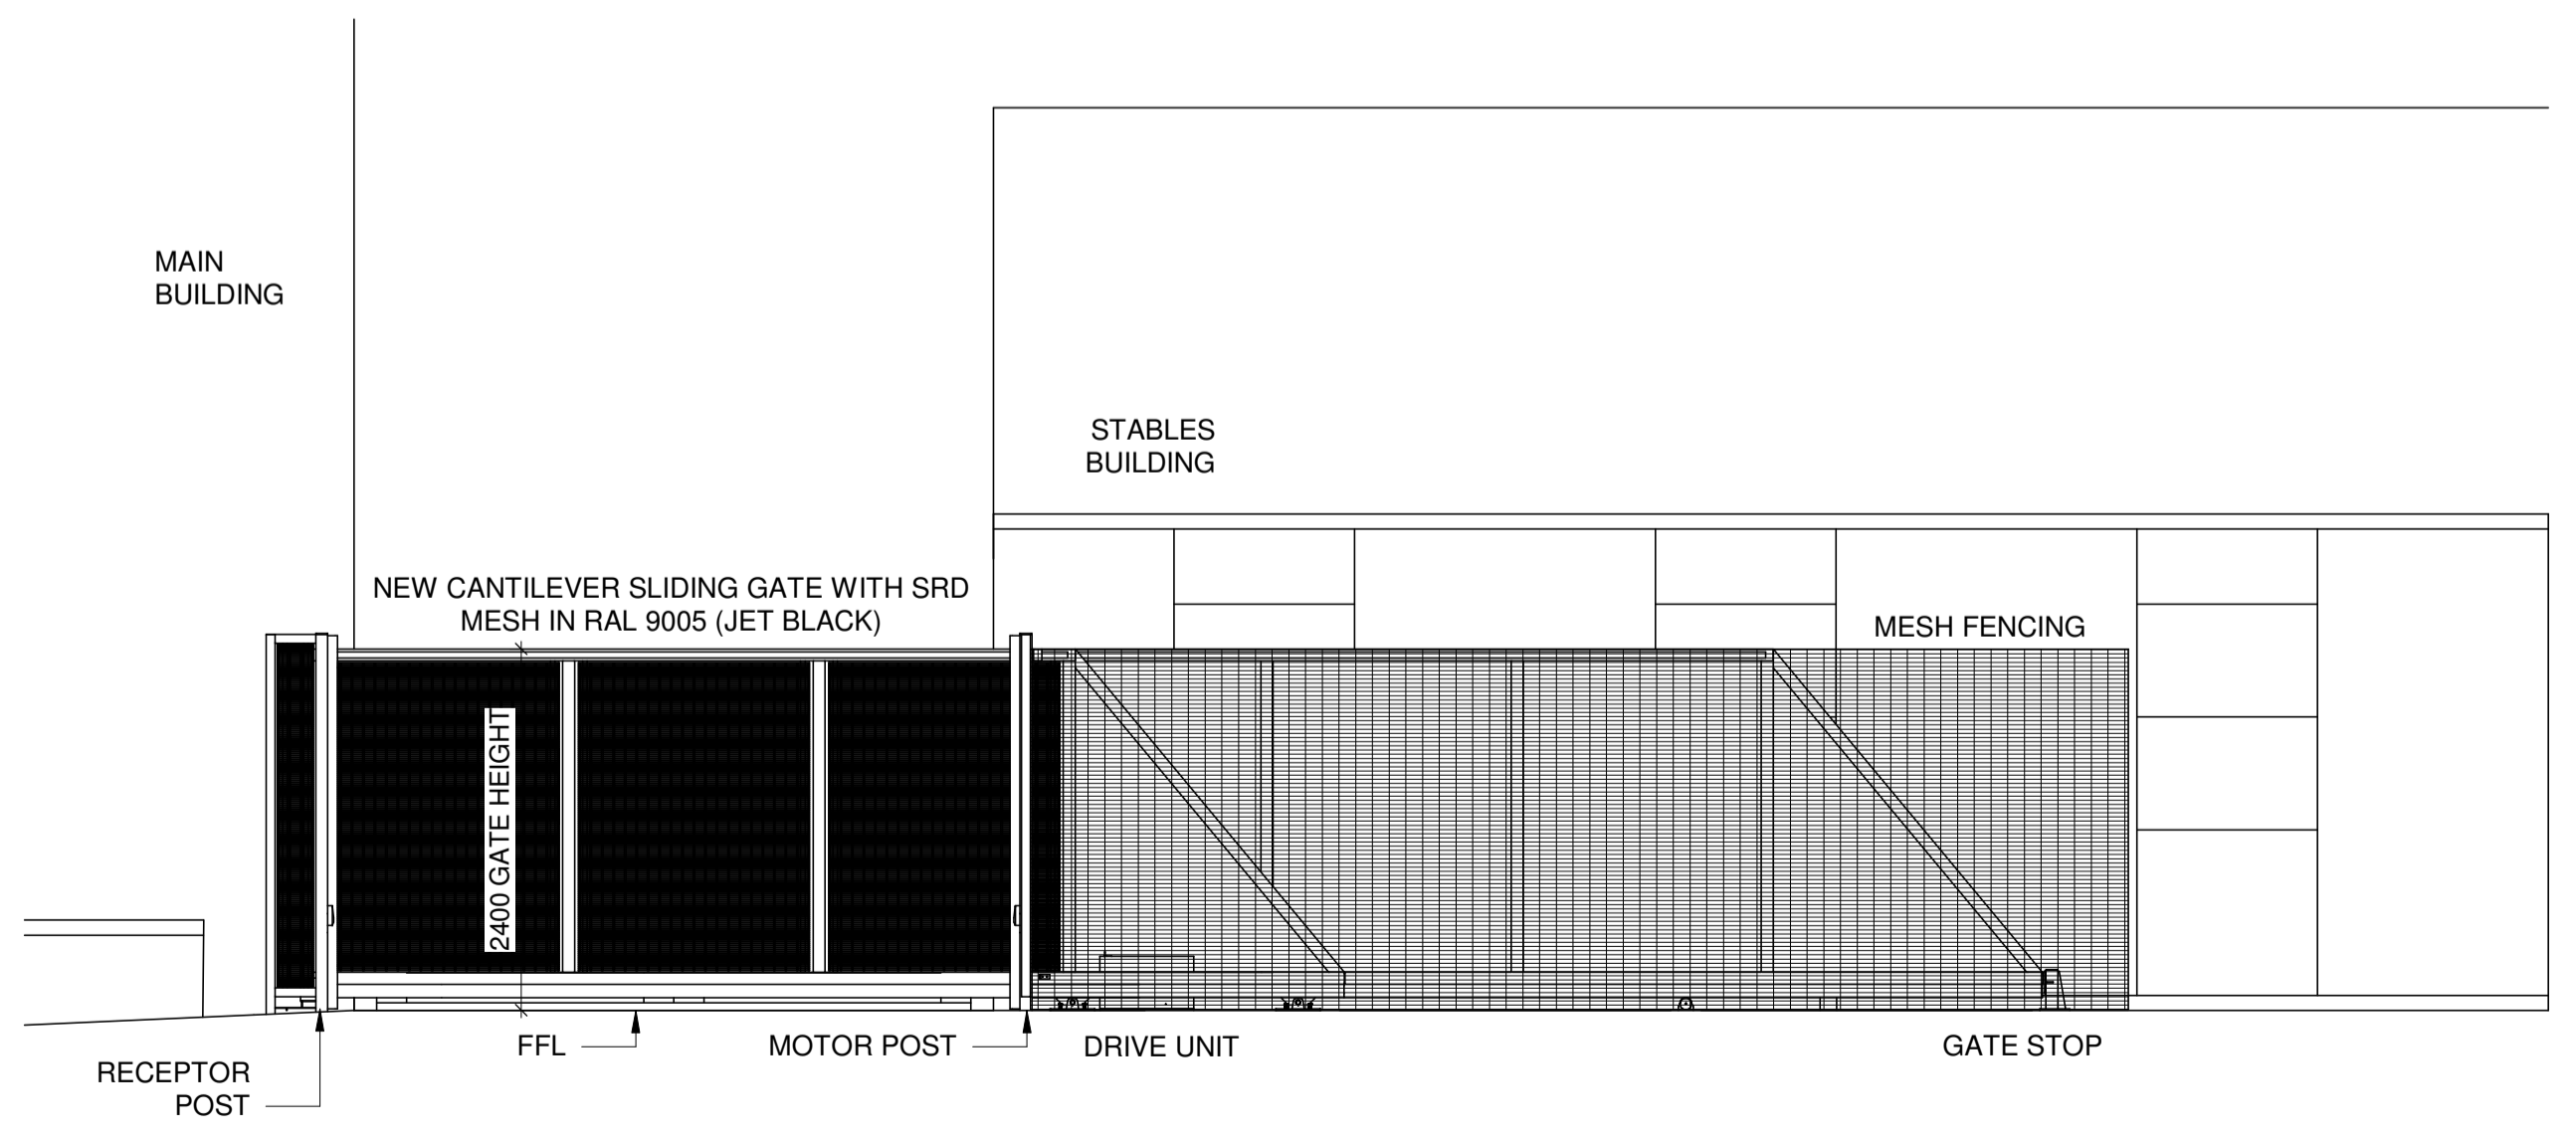 MAIN
BUILDING
STABLES
BUILDING
NEW CANTILEVER SLIDING GATE WITH SRD
MESH IN RAL 9005 (JET BLACK)
MESH FENCING
2400 GATE HEIGHT
FFL
MOTOR POST
DRIVE UNIT
GATE STOP
RECEPTOR
POST